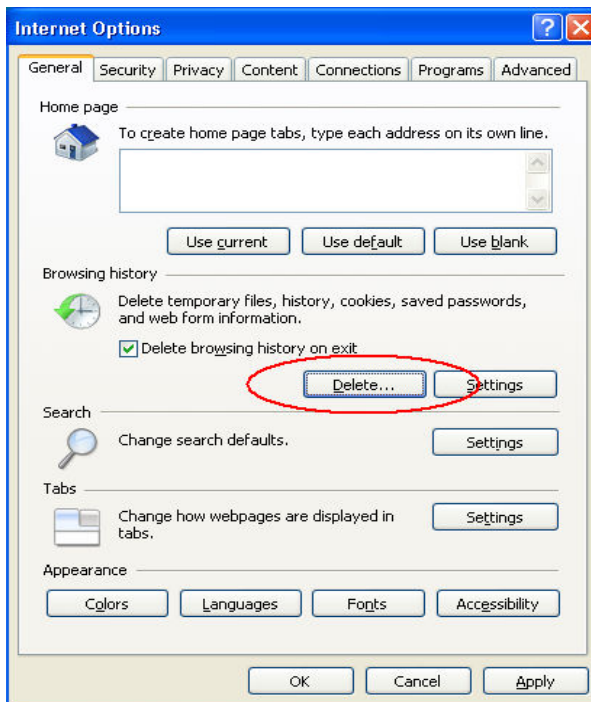 Internet Options
General Security Privacy Content Connections Programs Advanced
Home page
To create home page tabs, type each address on its own line.
Use current Use default Use blank
Browsing history
Delete temporary files, history, cookies, saved passwords,
and web form information.
Delete browsing history on exit
Delete... Settings
Search
Change search defaults.
Settings
Tabs
Change how webpages are displayed in
tabs.
Settings
Appearance
Colors Languages Fonts Accessibility
OK Cancel Apply